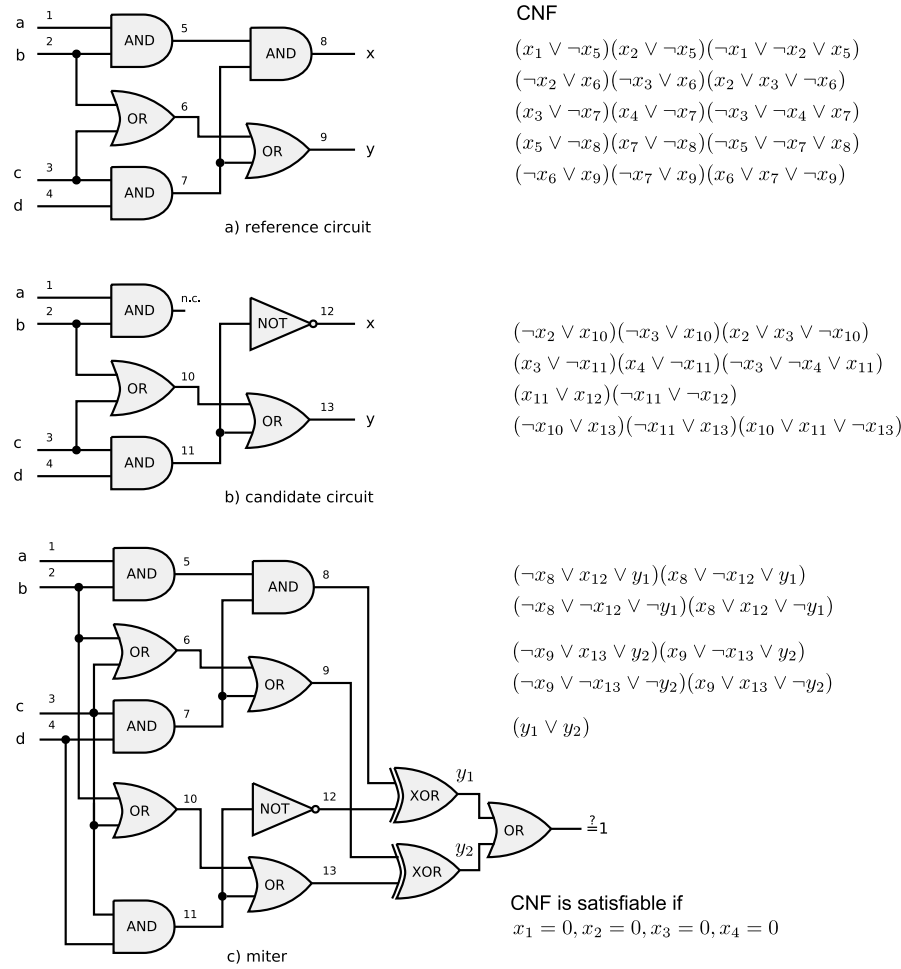 CNF
a 1 AND 5 AND 8 x
b 2
OR 6 OR 9 y
c 3 AND 7
d 4
a) reference circuit
(x₁ ∨ ¬x₅)(x₂ ∨ ¬x₅)(¬x₁ ∨ ¬x₂ ∨ x₅)
(¬x₂ ∨ x₆)(¬x₃ ∨ x₆)(x₂ ∨ x₃ ∨ ¬x₆)
(x₃ ∨ ¬x₇)(x₄ ∨ ¬x₇)(¬x₃ ∨ ¬x₄ ∨ x₇)
(x₅ ∨ ¬x₈)(x₇ ∨ ¬x₈)(¬x₅ ∨ ¬x₇ ∨ x₈)
(¬x₆ ∨ x₉)(¬x₇ ∨ x₉)(x₆ ∨ x₇ ∨ ¬x₉)
a 1 AND n.c. NOT 12 x
b 2
OR 10 OR 13 y
c 3 AND 11
d 4
b) candidate circuit
(¬x₂ ∨ x₁₀)(¬x₃ ∨ x₁₀)(x₂ ∨ x₃ ∨ ¬x₁₀)
(x₃ ∨ ¬x₁₁)(x₄ ∨ ¬x₁₁)(¬x₃ ∨ ¬x₄ ∨ x₁₁)
(x₁₁ ∨ x₁₂)(¬x₁₁ ∨ ¬x₁₂)
(¬x₁₀ ∨ x₁₃)(¬x₁₁ ∨ x₁₃)(x₁₀ ∨ x₁₁ ∨ ¬x₁₃)
a 1 AND 5 AND 8
b 2
OR 6 OR 9
c 3 AND 7
d 4
OR 10 NOT 12 XOR y₁ OR ?=1
OR 13 XOR y₂
AND 11
c) miter
(¬x₈ ∨ x₁₂ ∨ y₁)(x₈ ∨ ¬x₁₂ ∨ y₁)
(¬x₈ ∨ ¬x₁₂ ∨ ¬y₁)(x₈ ∨ x₁₂ ∨ ¬y₁)
(¬x₉ ∨ x₁₃ ∨ y₂)(x₉ ∨ ¬x₁₃ ∨ y₂)
(¬x₉ ∨ ¬x₁₃ ∨ ¬y₂)(x₉ ∨ x₁₃ ∨ ¬y₂)
(y₁ ∨ y₂)
CNF is satisfiable if
x₁ = 0, x₂ = 0, x₃ = 0, x₄ = 0